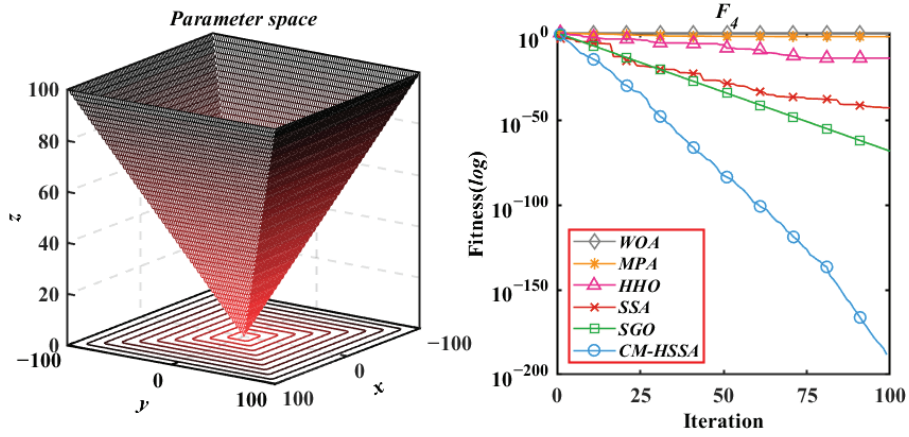 Parameter space
100
80
60
40
20
0
z
−100
0
100
y
100
0
−100
x
F4
10^0
10^−50
10^−100
10^−150
10^−200
Fitness(log)
WOA
MPA
HHO
SSA
SGO
CM-HSSA
0 25 50 75 100
Iteration